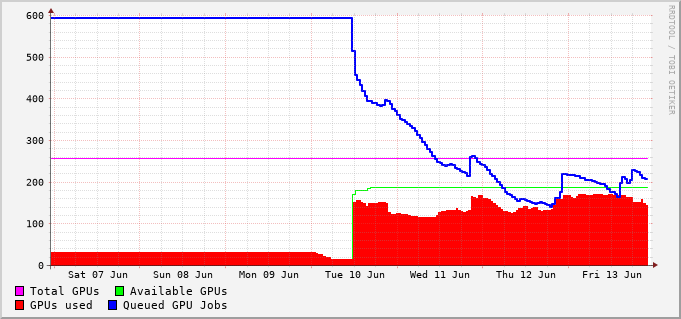 RRDTOOL / TOBI OETIKER
600
500
400
300
200
100
0
Sat 07 Jun Sun 08 Jun Mon 09 Jun Tue 10 Jun Wed 11 Jun Thu 12 Jun Fri 13 Jun
Total GPUs Available GPUs
GPUs used Queued GPU Jobs